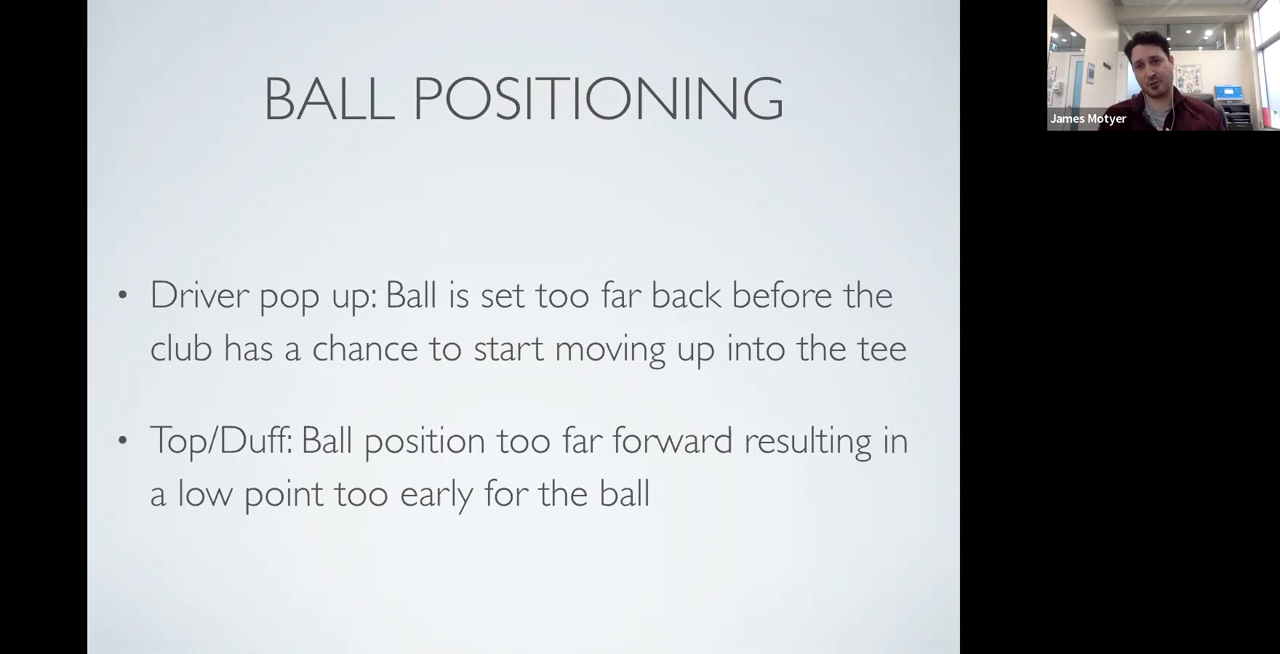 BALL POSITIONING
• Driver pop up: Ball is set too far back before the
club has a chance to start moving up into the tee
• Top/Duff: Ball position too far forward resulting in
a low point too early for the ball
James Motyer